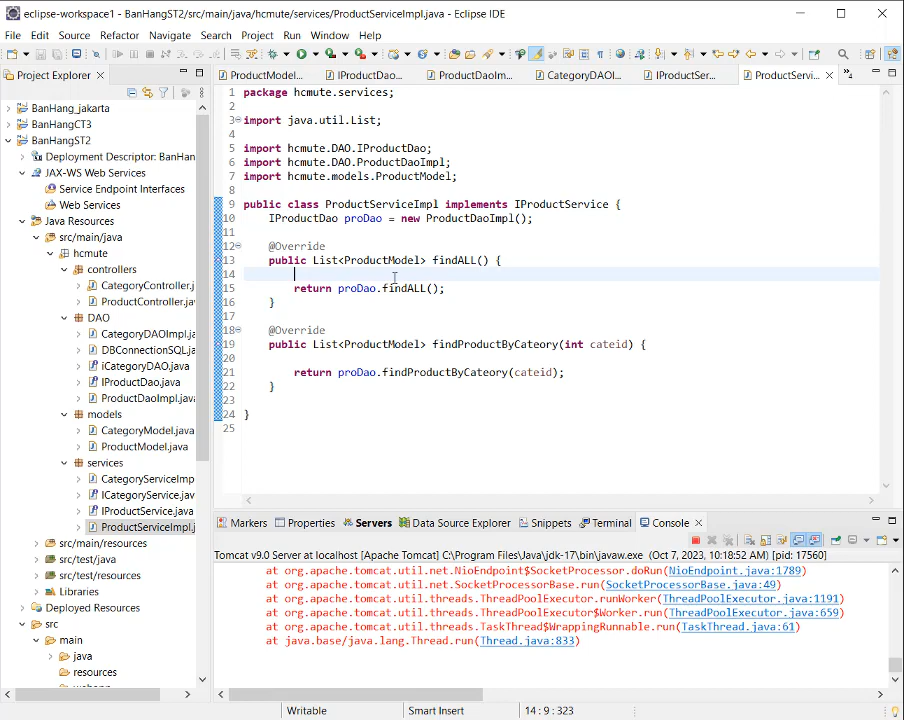 eclipse-workspace1 - BanHangST2/src/main/java/hcmute/services/ProductServiceImpl.java - Eclipse IDE
File Edit Source Refactor Navigate Search Project Run Window Help
Project Explorer
ProductModel... IProductDao... ProductDaoIm... CategoryDAOI... IProductSer... ProductServi... »4
BanHang_jakarta
BanHangCT3
BanHangST2
Deployment Descriptor: BanHan
JAX-WS Web Services
Service Endpoint Interfaces
Web Services
Java Resources
src/main/java
hcmute
controllers
CategoryController.j
ProductController.ja
DAO
CategoryDAOImpl.ja
DBConnectionSQL.ja
iCategoryDAO.java
IProductDao.java
ProductDaoImpl.java
models
CategoryModel.java
ProductModel.java
services
CategoryServiceImp
ICategoryService.jav
IProductService.java
ProductServiceImpl.j
src/main/resources
src/test/java
src/test/resources
Libraries
Deployed Resources
src
main
java
resources
1 package hcmute.services;
2
3 import java.util.List;
4
5 import hcmute.DAO.IProductDao;
6 import hcmute.DAO.ProductDaoImpl;
7 import hcmute.models.ProductModel;
8
9 public class ProductServiceImpl implements IProductService {
10 IProductDao proDao = new ProductDaoImpl();
11
12 @Override
13 public List<ProductModel> findALL() {
14
15 return proDao.findALL();
16 }
17
18 @Override
19 public List<ProductModel> findProductByCateory(int cateid) {
20
21 return proDao.findProductByCateory(cateid);
22 }
23
24 }
25
Markers Properties Servers Data Source Explorer Snippets Terminal Console
Tomcat v9.0 Server at localhost [Apache Tomcat] C:\Program Files\Java\jdk-17\bin\javaw.exe (Oct 7, 2023, 10:18:52 AM) [pid: 17560]
at org.apache.tomcat.util.net.NioEndpoint$SocketProcessor.doRun(NioEndpoint.java:1789)
at org.apache.tomcat.util.net.SocketProcessorBase.run(SocketProcessorBase.java:49)
at org.apache.tomcat.util.threads.ThreadPoolExecutor.runWorker(ThreadPoolExecutor.java:1191)
at org.apache.tomcat.util.threads.ThreadPoolExecutor$Worker.run(ThreadPoolExecutor.java:659)
at org.apache.tomcat.util.threads.TaskThread$WrappingRunnable.run(TaskThread.java:61)
at java.base/java.lang.Thread.run(Thread.java:833)
Writable Smart Insert 14 : 9 : 323